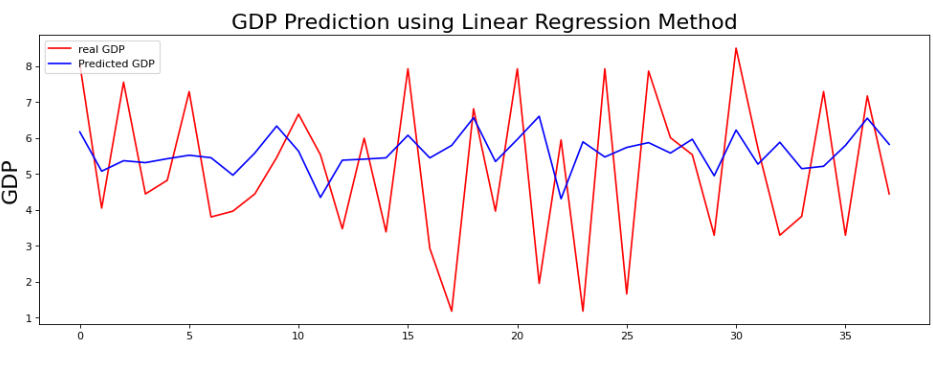 GDP Prediction using Linear Regression Method
real GDP
Predicted GDP
GDP
8
7
6
5
4
3
2
1
0 5 10 15 20 25 30 35